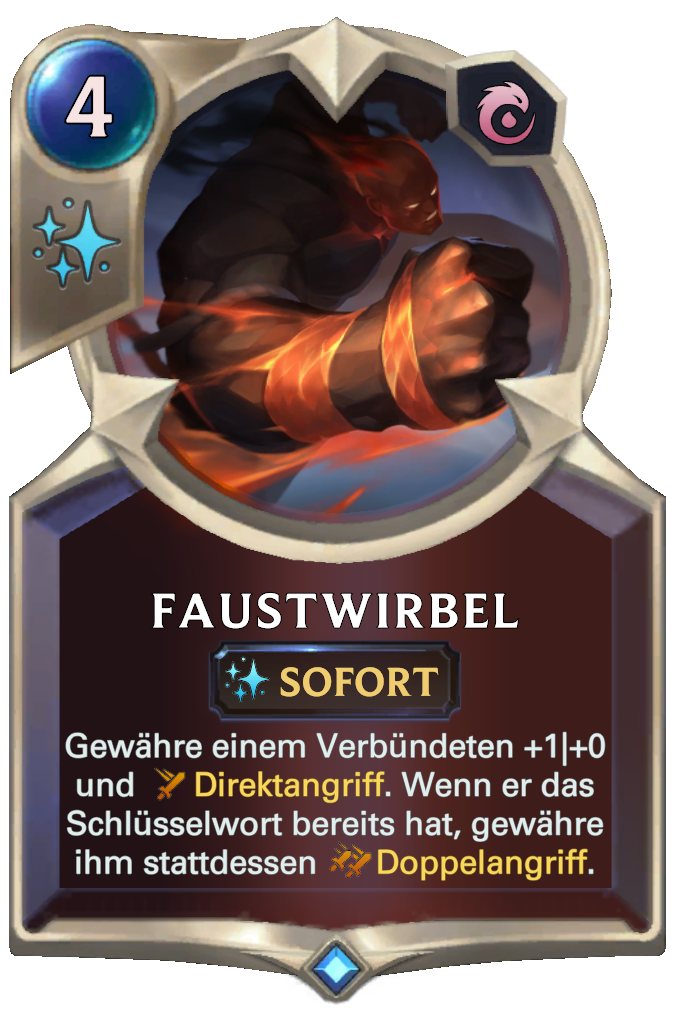 4
FAUSTWIRBEL
SOFORT
Gewähre einem Verbündeten +1|+0
und Direktangriff. Wenn er das
Schlüsselwort bereits hat, gewähre
ihm stattdessen Doppelangriff.